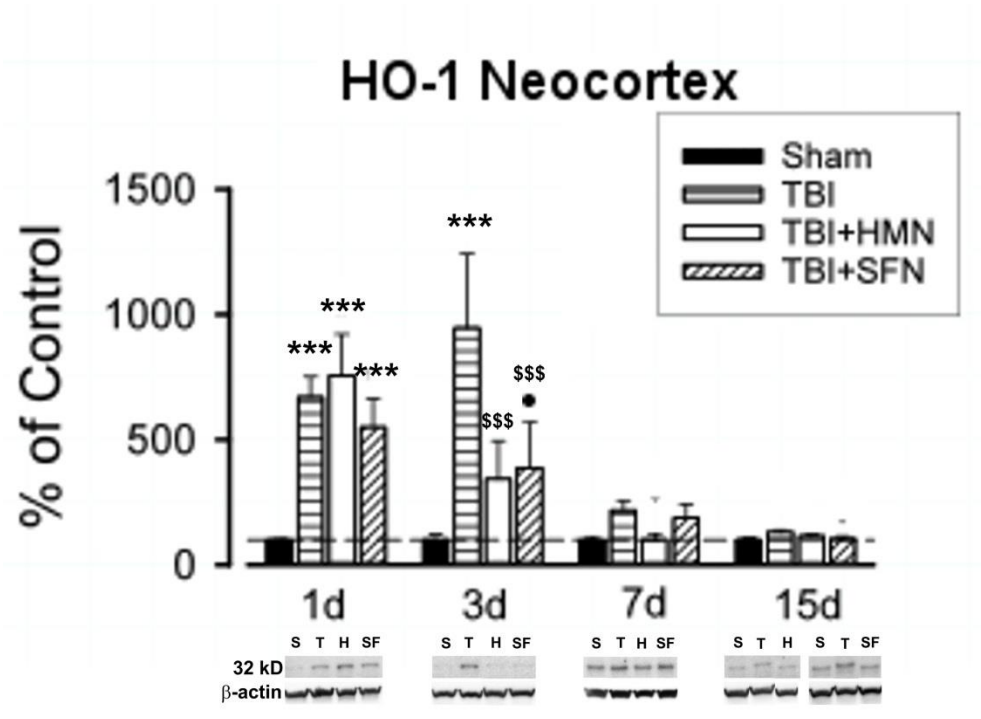 HO-1 Neocortex
Sham
TBI
TBI+HMN
TBI+SFN
% of Control
1500
1000
500
0
***
***
***
***
$$$
$$$
●
1d 3d 7d 15d
S T H SF S T H SF S T H SF S T H S T SF
32 kD
β-actin